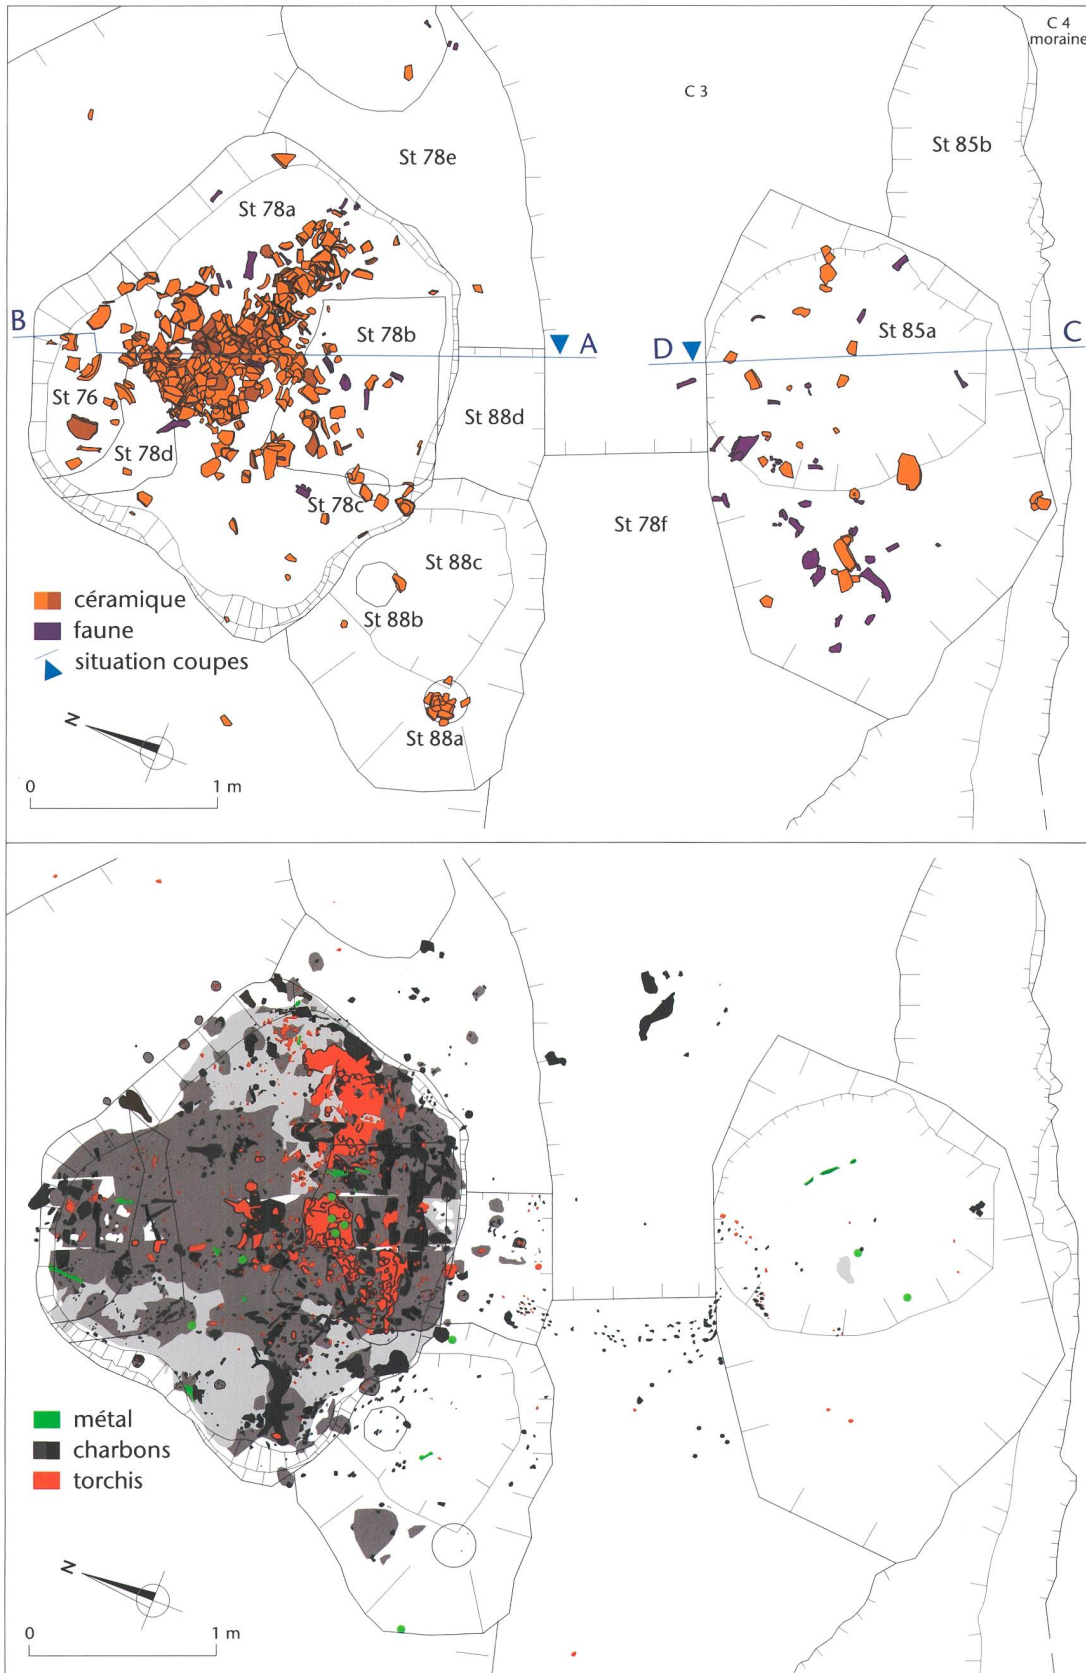 C 4
moraine
C 3
St 78e
St 85b
St 78a
B
St 78b
St 85a
A
D
C
St 76
St 88d
St 78d
St 78c
St 78f
St 88c
céramique
St 88b
faune
situation coupes
N
St 88a
0 1 m
métal
charbons
torchis
N
0 1 m